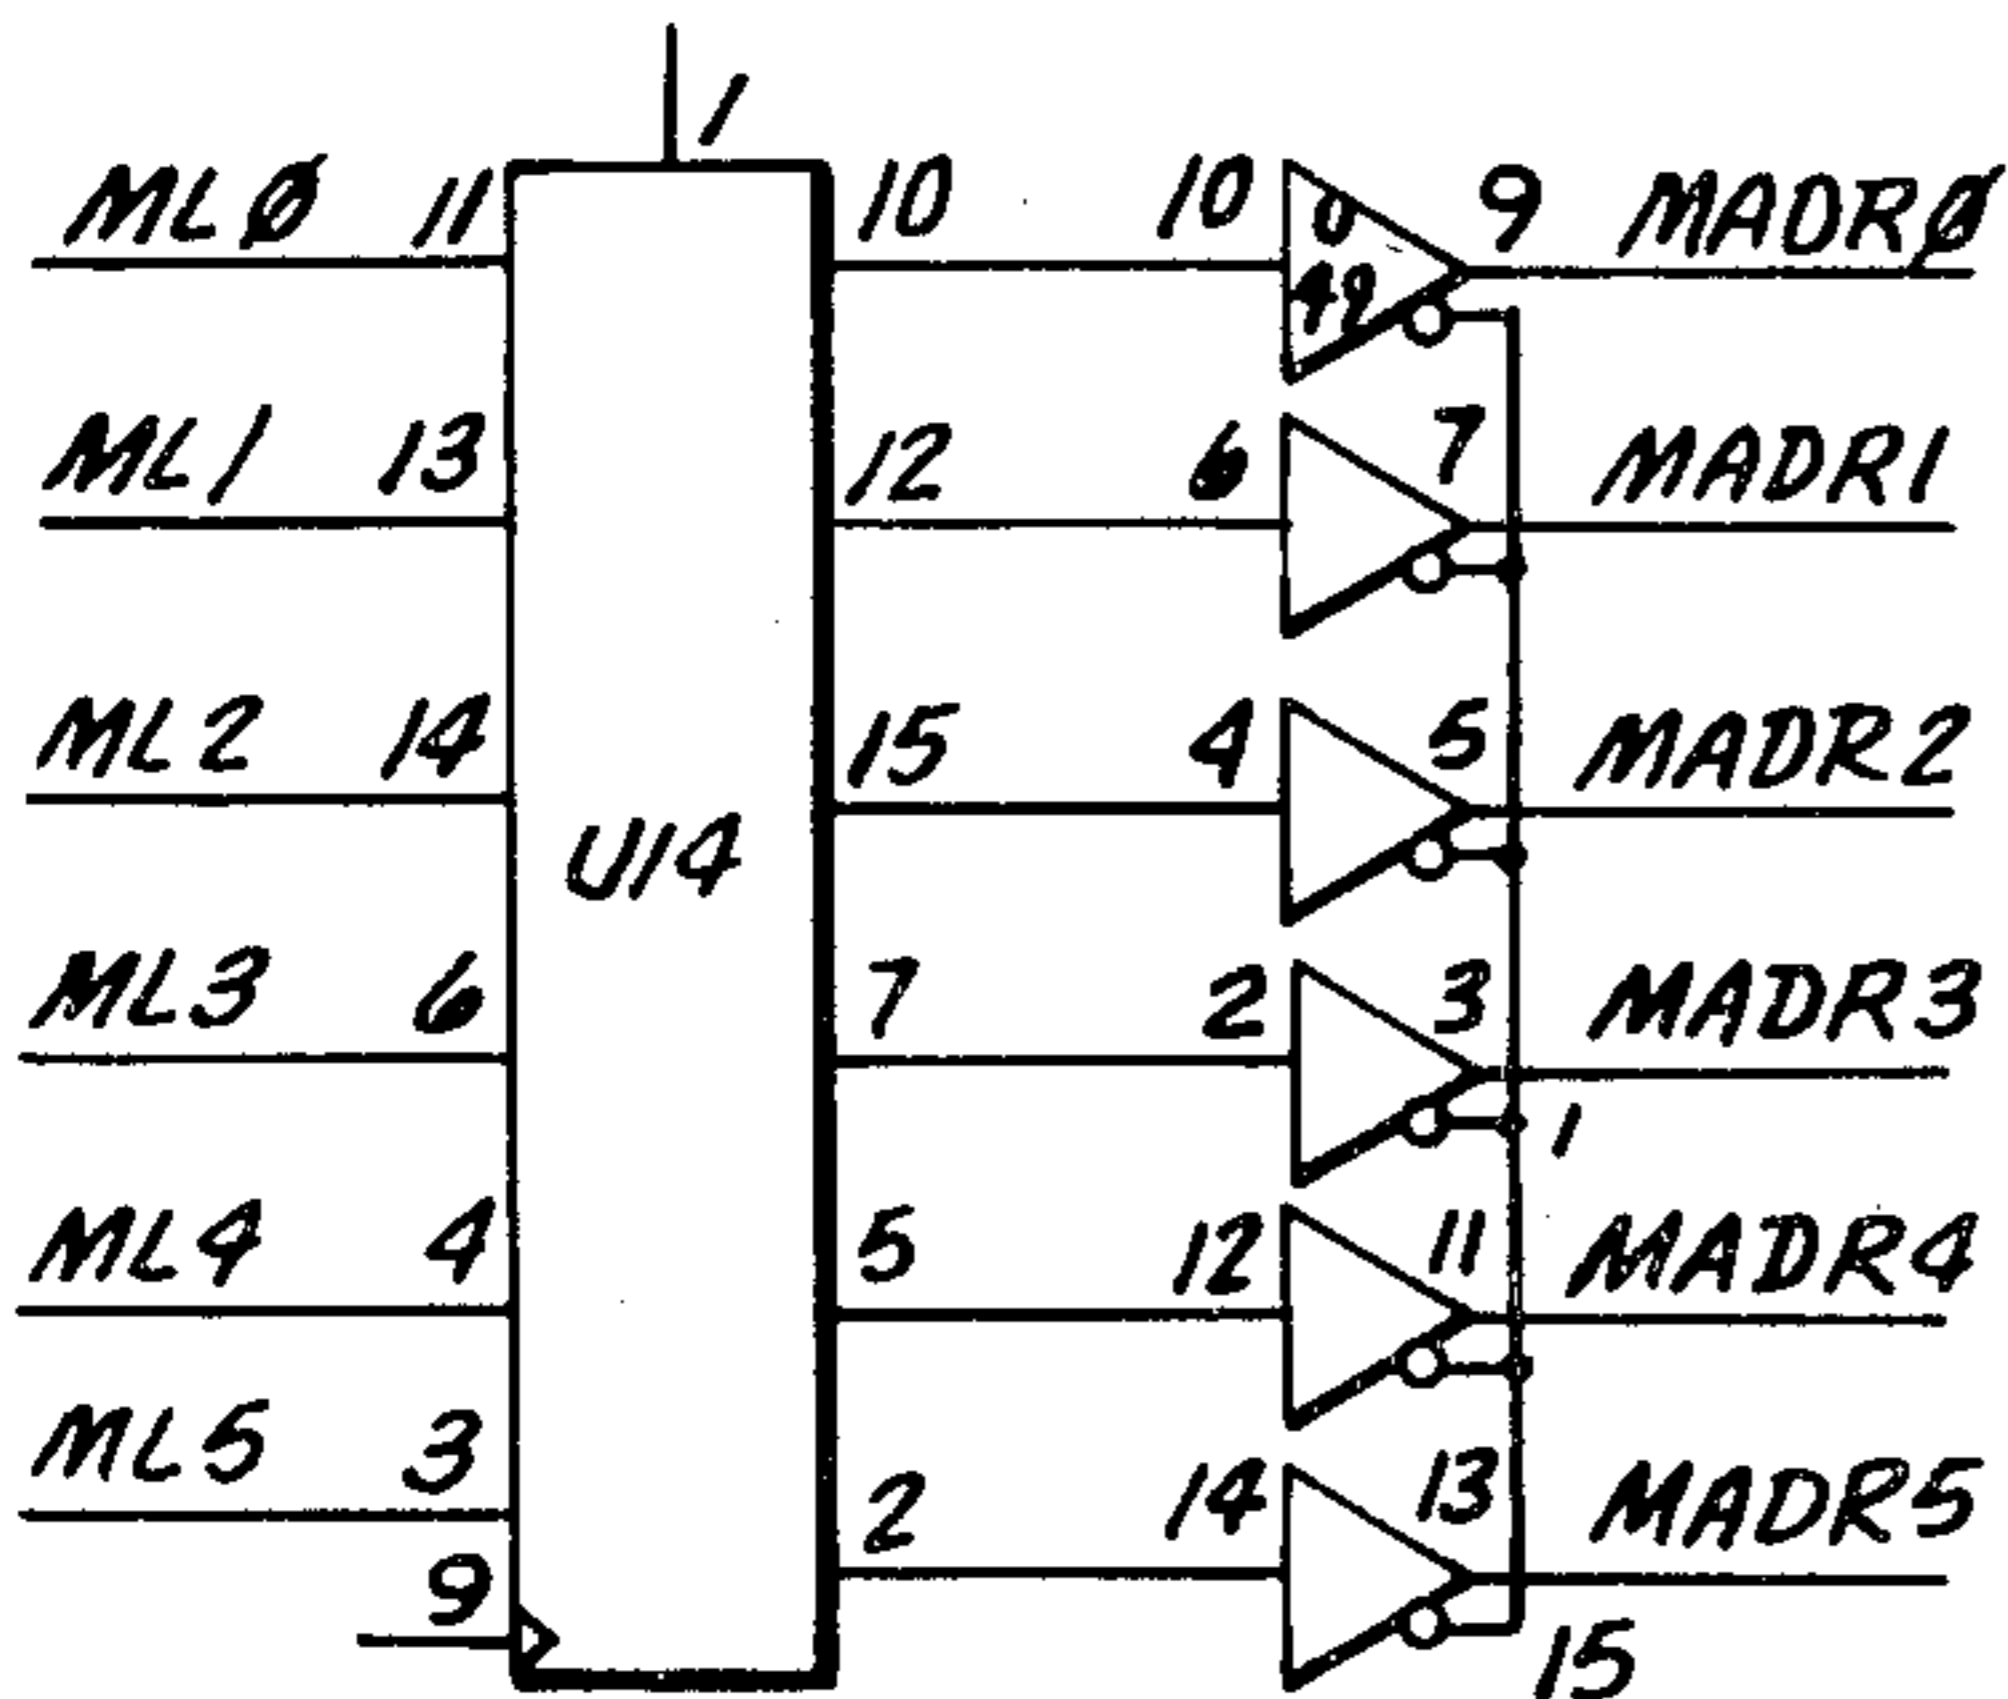 1
MLØ 11 10 10 U 9 MADRØ
42
ML1 13 12 6 7 MADR1
ML2 14 15 4 5 MADR2
U14
ML3 6 7 2 3 MADR3
1
ML4 4 5 12 11 MADR4
ML5 3 2 14 13 MADR5
9
15